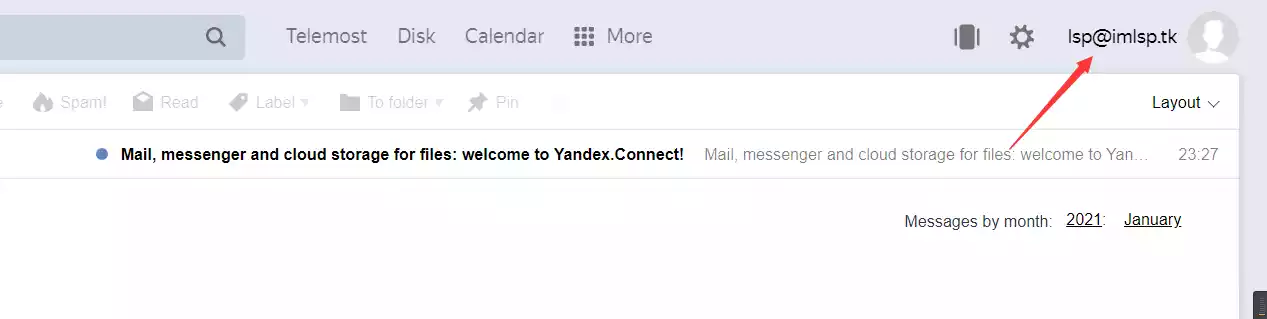 Telemost Disk Calendar More lsp@imlsp.tk
Spam! Read Label To folder Pin Layout
Mail, messenger and cloud storage for files: welcome to Yandex.Connect! Mail, messenger and cloud storage for files: welcome to Yan... 23:27
Messages by month: 2021: January